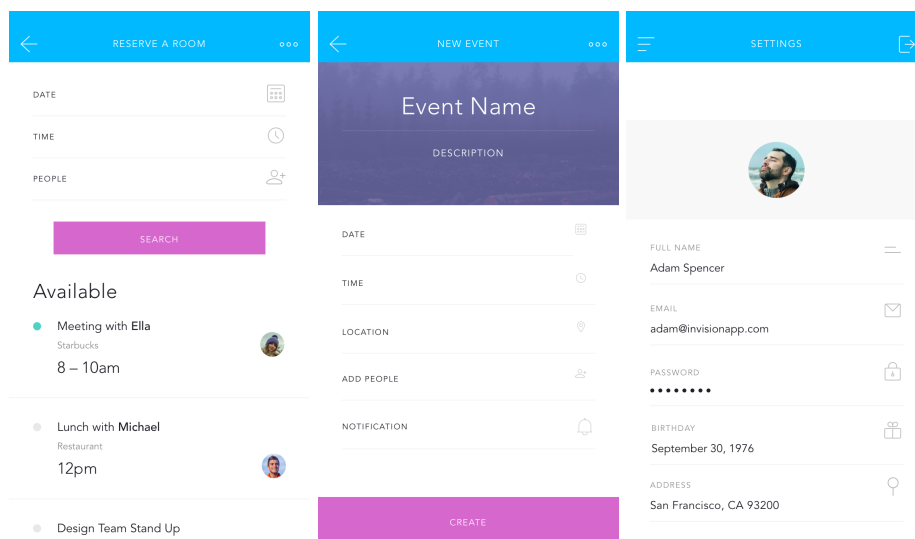 RESERVE A ROOM
DATE
TIME
PEOPLE
SEARCH
Available
Meeting with Ella
Starbucks
8 – 10am
Lunch with Michael
Restaurant
12pm
Design Team Stand Up
NEW EVENT
Event Name
DESCRIPTION
DATE
TIME
LOCATION
ADD PEOPLE
NOTIFICATION
CREATE
SETTINGS
FULL NAME
Adam Spencer
EMAIL
adam@invisionapp.com
PASSWORD
••••••••
BIRTHDAY
September 30, 1976
ADDRESS
San Francisco, CA 93200